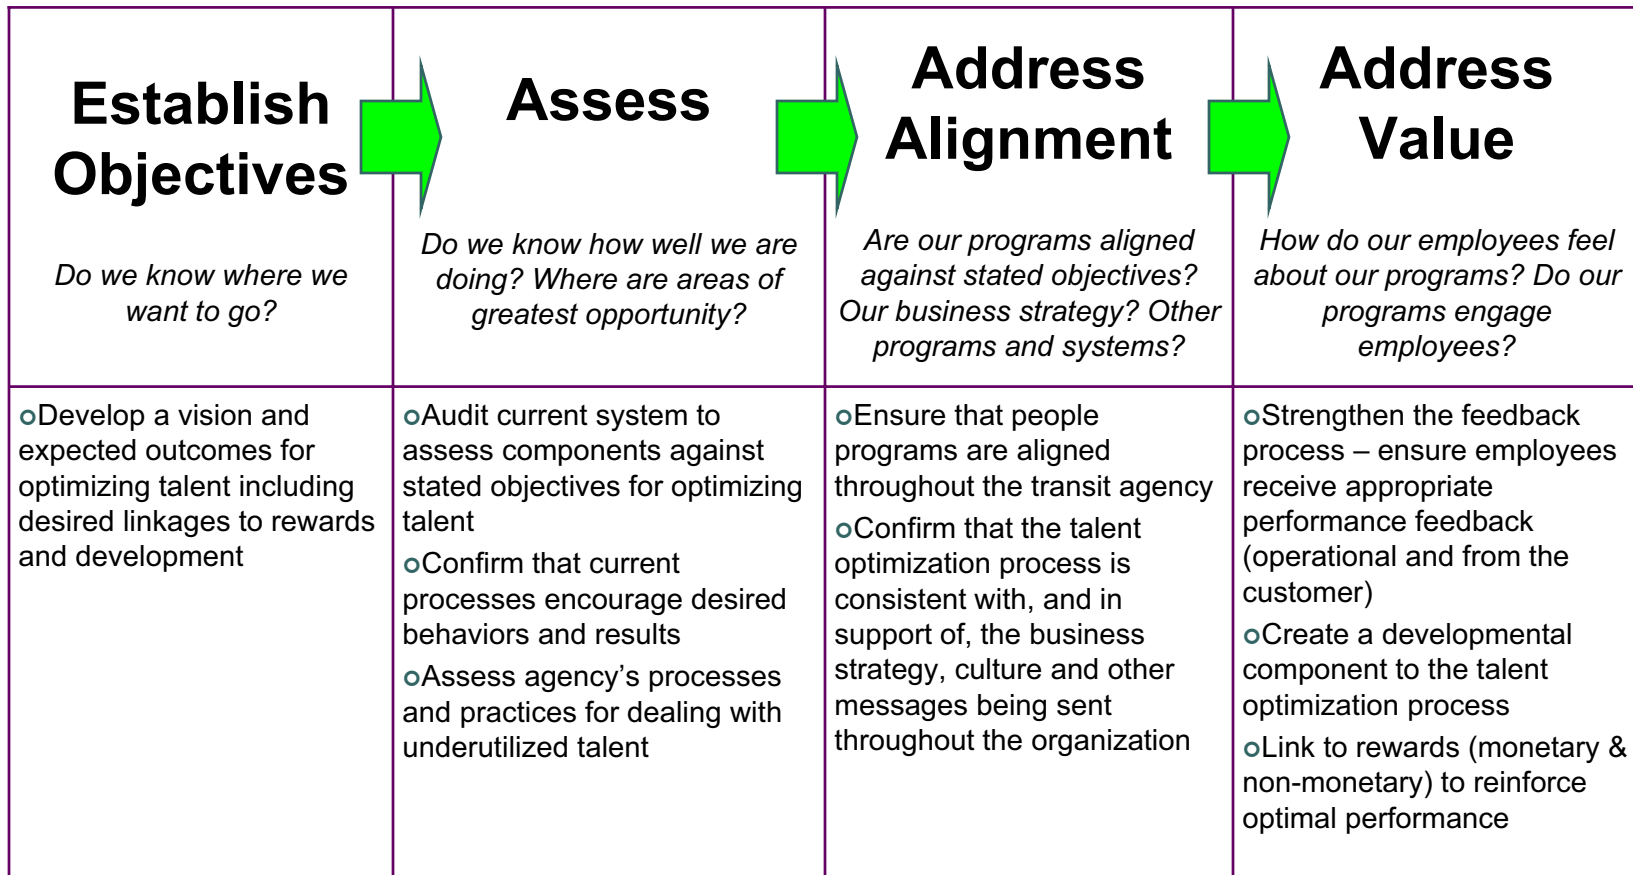 Establish
Objectives
Do we know where we
want to go?
Assess
Do we know how well we are
doing? Where are areas of
greatest opportunity?
Address
Alignment
Are our programs aligned
against stated objectives?
Our business strategy? Other
programs and systems?
Address
Value
How do our employees feel
about our programs? Do our
programs engage
employees?
Develop a vision and
expected outcomes for
optimizing talent including
desired linkages to rewards
and development
Audit current system to
assess components against
stated objectives for optimizing
talent
Confirm that current
processes encourage desired
behaviors and results
Assess agency’s processes
and practices for dealing with
underutilized talent
Ensure that people
programs are aligned
throughout the transit agency
Confirm that the talent
optimization process is
consistent with, and in
support of, the business
strategy, culture and other
messages being sent
throughout the organization
Strengthen the feedback
process – ensure employees
receive appropriate
performance feedback
(operational and from the
customer)
Create a developmental
component to the talent
optimization process
Link to rewards (monetary &
non-monetary) to reinforce
optimal performance